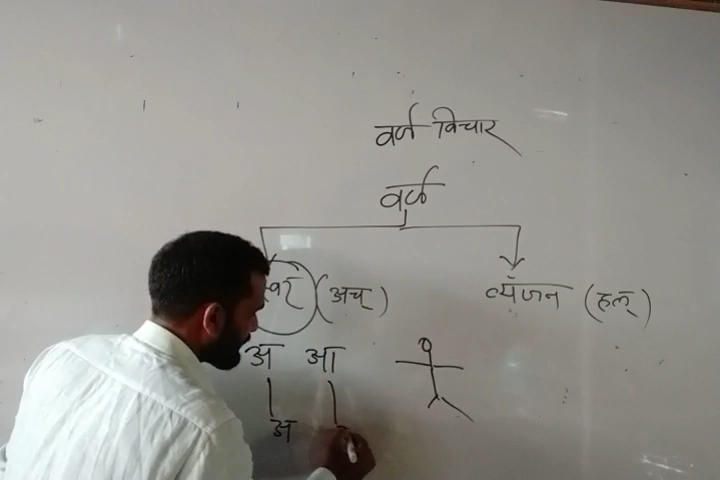 वर्ण विचार
वर्ण
स्वर (अच्) व्यंजन (हल्)
अ आ
अ